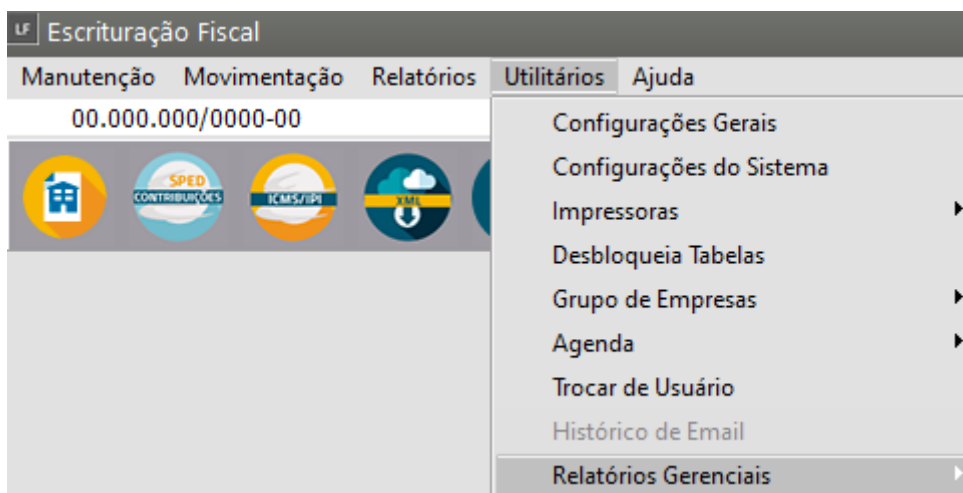 LF Escrituração Fiscal
Manutenção Movimentação Relatórios Utilitários Ajuda
00.000.000/0000-00
SPED
CONTRIBUIÇÕES
ICMS/IPI
XML
Configurações Gerais
Configurações do Sistema
Impressoras
Desbloqueia Tabelas
Grupo de Empresas
Agenda
Trocar de Usuário
Histórico de Email
Relatórios Gerenciais